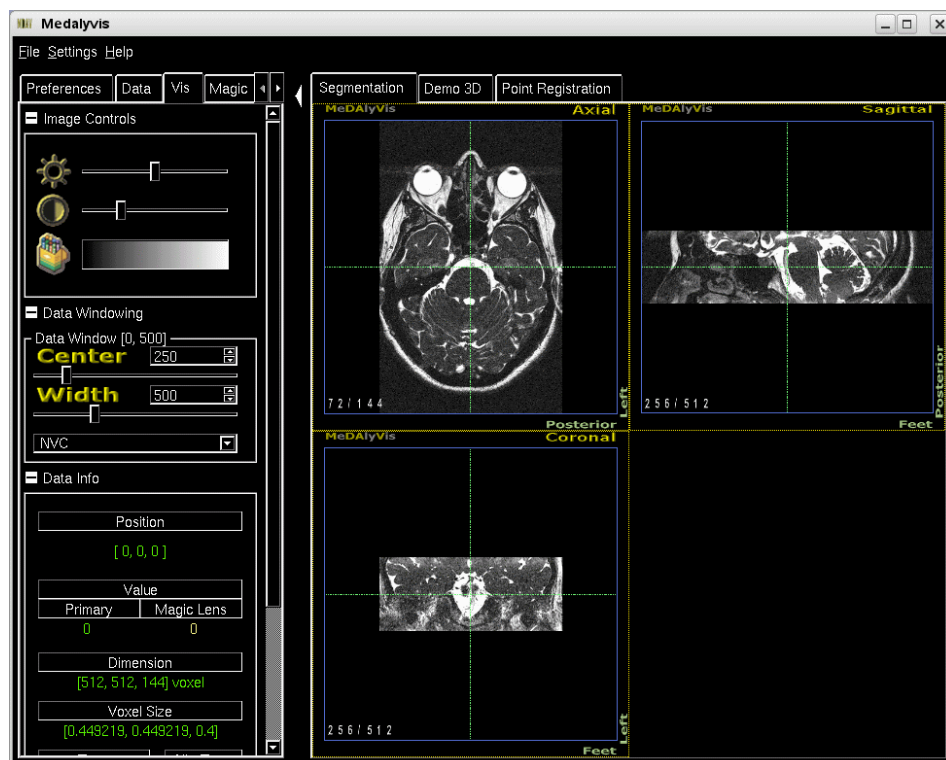 Medalyvis
File Settings Help
Preferences Data Vis Magic
Segmentation Demo 3D Point Registration
Image Controls
Data Windowing
Data Window [0, 500]
Center 250
Width 500
NVC
Data Info
Position
[ 0, 0, 0 ]
Value
Primary Magic Lens
0 0
Dimension
[512, 512, 144] voxel
Voxel Size
[0.449219, 0.449219, 0.4]
MeDAlyVis Axial
72/144
Left
Posterior
MeDAlyVis Sagittal
256/512
Posterior
Feet
MeDAlyVis Coronal
256/512
Left
Feet